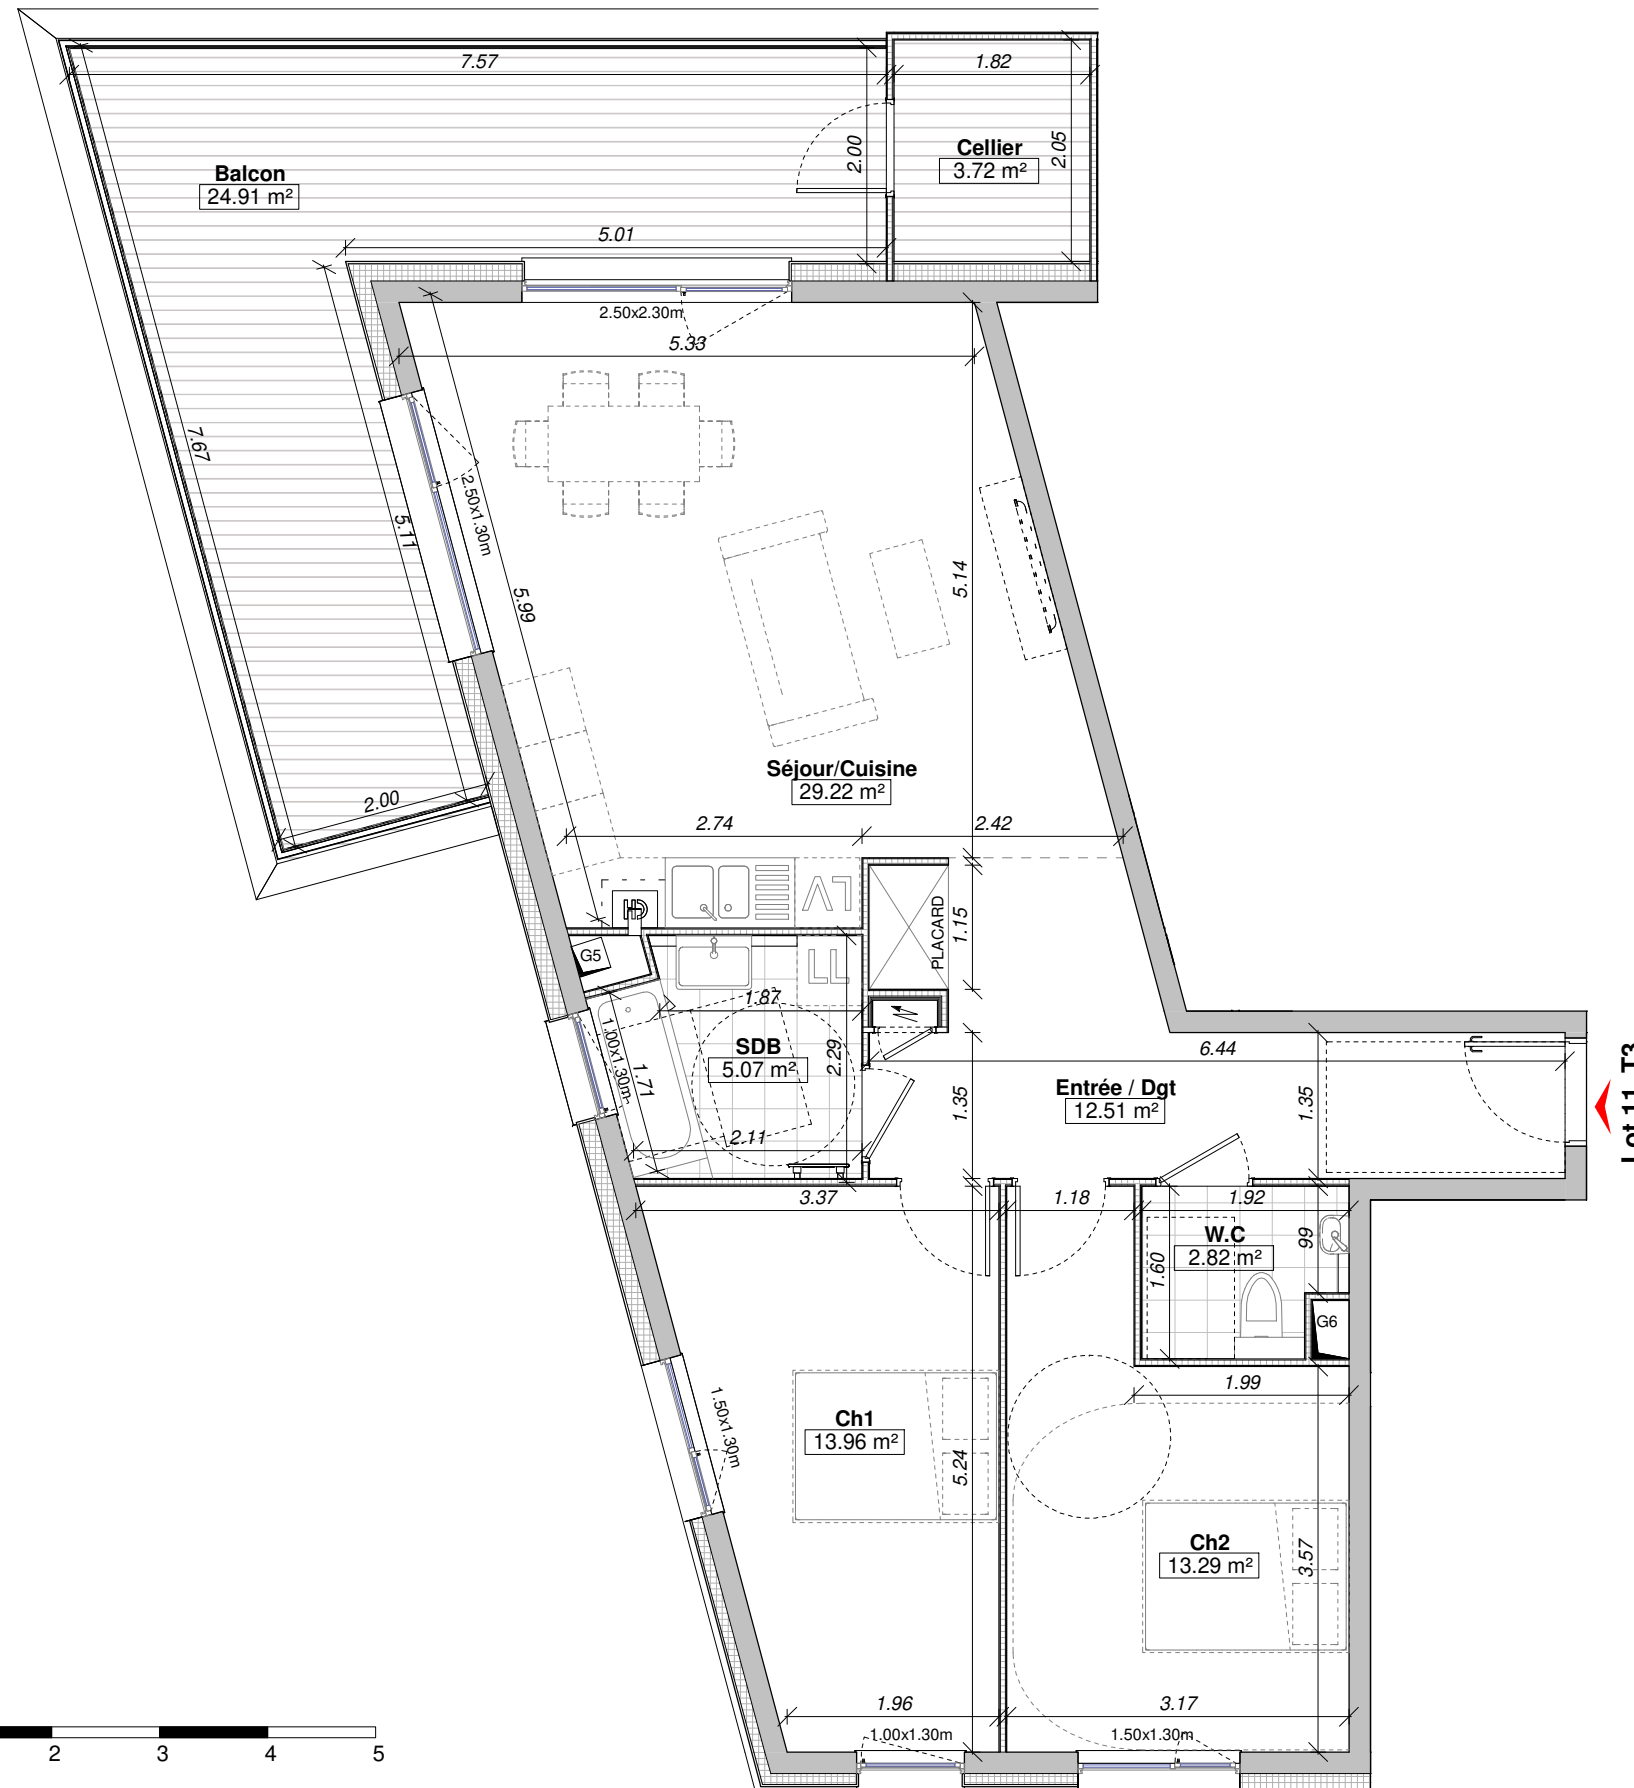 7.57
1.82
Balcon
24.91 m²
2.00
Cellier
3.72 m²
2.05
5.01
2.50x2.30m
5.33
7.67
5.11
2.50x1.30m
5.99
5.14
Séjour/Cuisine
29.22 m²
2.00
2.74
2.42
LV
PLACARD
1.15
G5
LL
1.87
1.00x1.30m
1.71
SDB
5.07 m²
2.29
2.11
6.44
1.35
Entrée / Dgt
12.51 m²
1.35
Lot 11 T3
3.37
1.18
1.92
W.C
2.82 m²
1.60
99
G6
1.99
1.50x1.30m
Ch1
13.96 m²
5.24
Ch2
13.29 m²
3.57
1.96
3.17
1.00x1.30m
1.50x1.30m
2
3
4
5